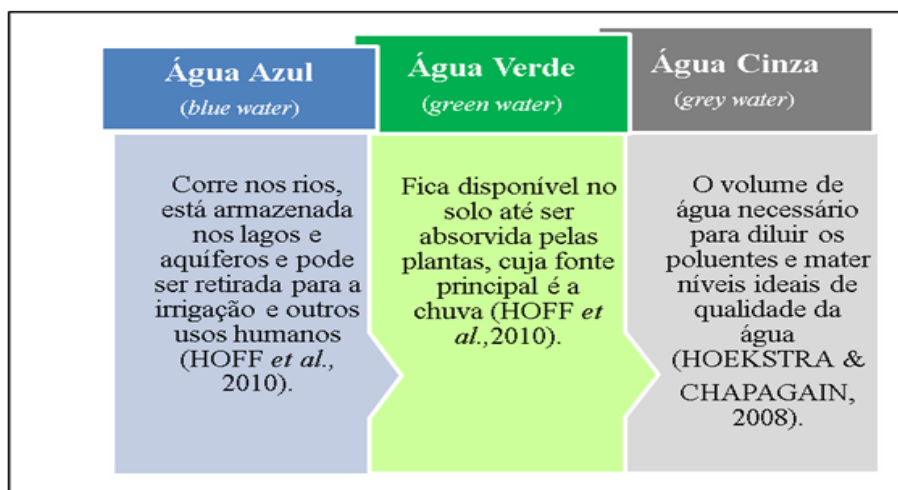 Água Azul
(blue water)
Corre nos rios,
está armazenada
nos lagos e
aquíferos e pode
ser retirada para a
irrigação e outros
usos humanos
(HOFF et al.,
2010).
Água Verde
(green water)
Fica disponível no
solo até ser
absorvida pelas
plantas, cuja fonte
principal é a
chuva (HOFF et
al.,2010).
Água Cinza
(grey water)
O volume de
água necessário
para diluir os
poluentes e mater
níveis ideais de
qualidade da
água
(HOEKSTRA &
CHAPAGAIN,
2008).